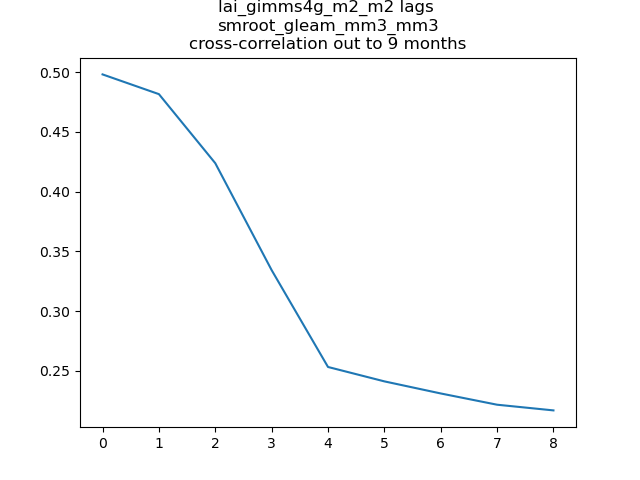 lai_gimms4g_m2_m2 lags
smroot_gleam_mm3_mm3
cross-correlation out to 9 months
0.50
0.45
0.40
0.35
0.30
0.25
0 1 2 3 4 5 6 7 8